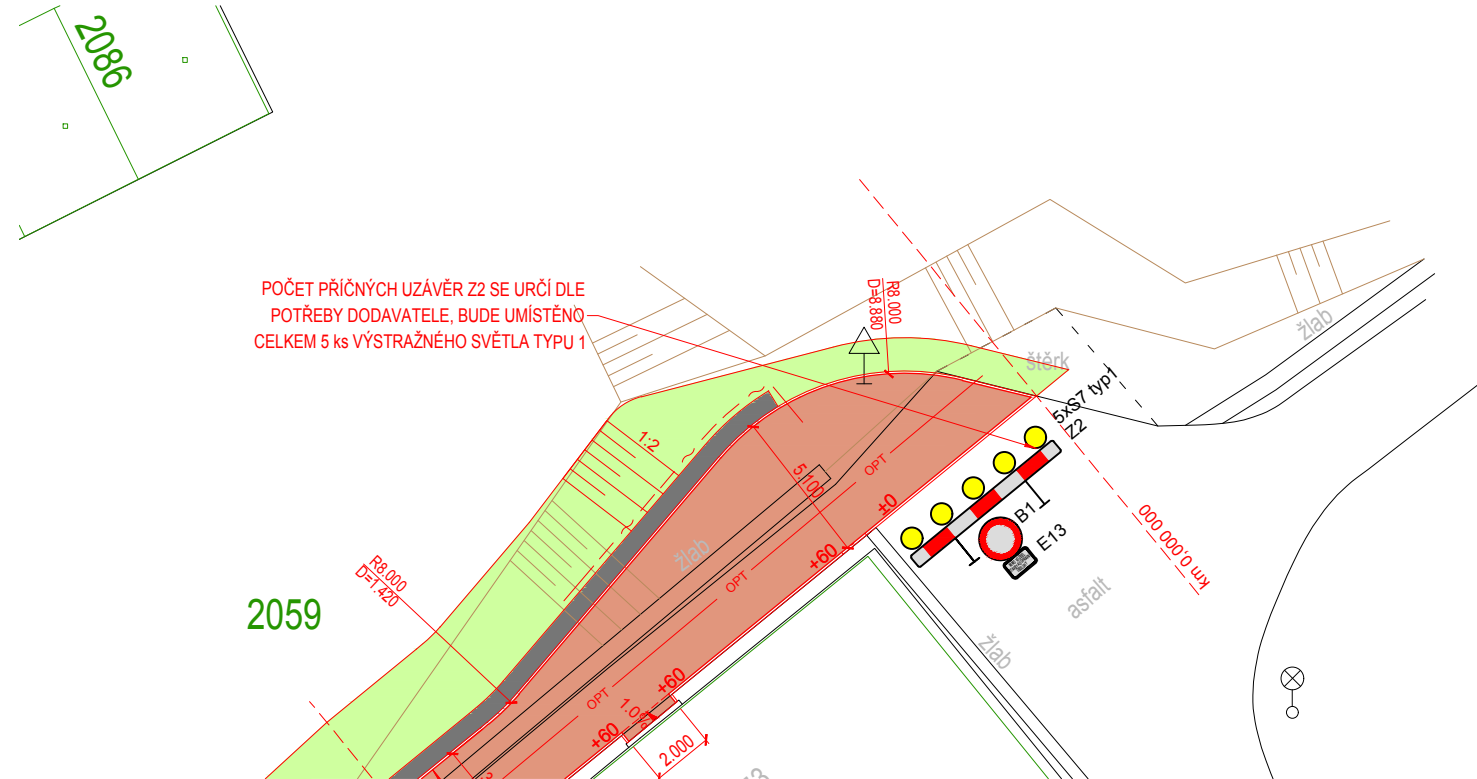 2086
POČET PŘÍČNÝCH UZÁVĚR Z2 SE URČÍ DLE
POTŘEBY DODAVATELE, BUDE UMÍSTĚNO
CELKEM 5 ks VÝSTRAŽNÉHO SVĚTLA TYPU 1
R8.000
D=8.880
žlab
štěrk
5xS7 typ1
Z2
1:2
5.100
OPT
±0
B1
E13
km 0,000 000
žlab
OPT
+60
R8.000
D=1.420
asfalt
2059
žlab
OPT
+60
1.0%
+60
2.000